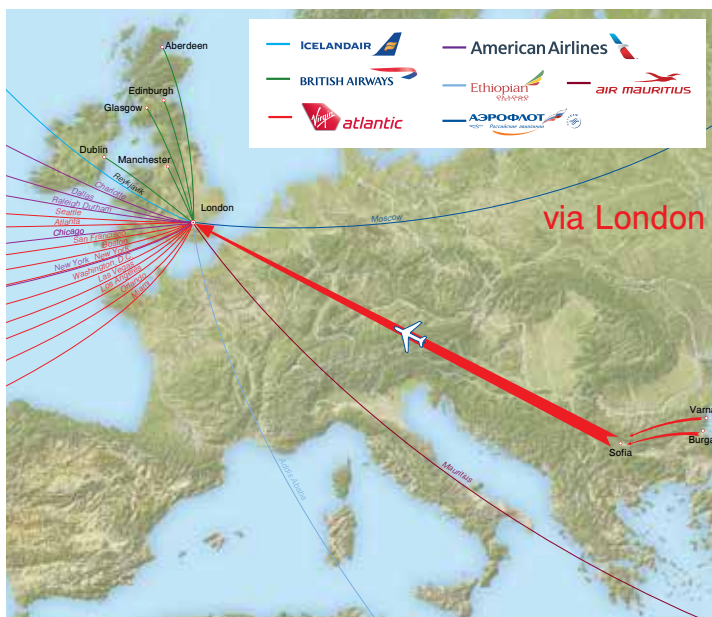 ICELANDAIR
American Airlines
BRITISH AIRWAYS
Ethiopian
AIR MAURITIUS
Virgin atlantic
АЭРОФЛОТ
Российские авиалинии
via London
Aberdeen
Edinburgh
Glasgow
Dublin
Manchester
Reykjavik
London
Charlotte
Dallas
Raleigh Durham
Seattle
Atlanta
Chicago
San Francisco
Boston
New York
New York
Washington, D.C.
Las Vegas
Los Angeles
Orlando
Miami
Moscow
Addis Ababa
Mauritius
Varna
Burga
Sofia